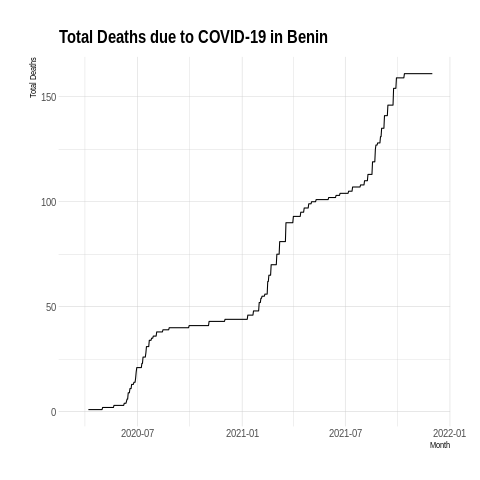 Total Deaths due to COVID-19 in Benin
Total Deaths
150
100
50
0
2020-07
2021-01
2021-07
2022-01
Month